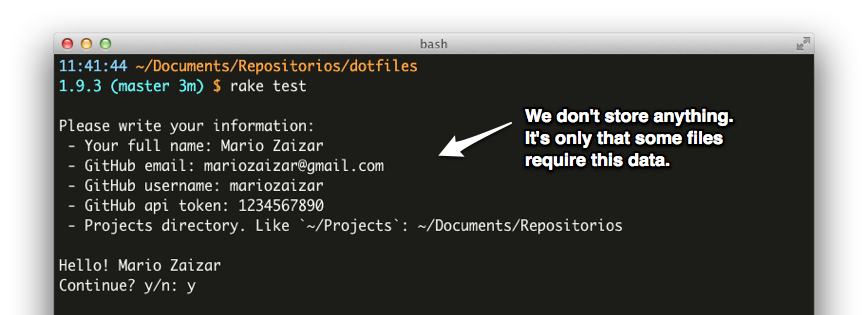 bash
11:41:44 ~/Documents/Repositorios/dotfiles
1.9.3 (master 3m) $ rake test
Please write your information:
- Your full name: Mario Zaizar
- GitHub email: mariozaizar@gmail.com
- GitHub username: mariozaizar
- GitHub api token: 1234567890
- Projects directory. Like `~/Projects`: ~/Documents/Repositorios
Hello! Mario Zaizar
Continue? y/n: y
We don't store anything.
It's only that some files
require this data.